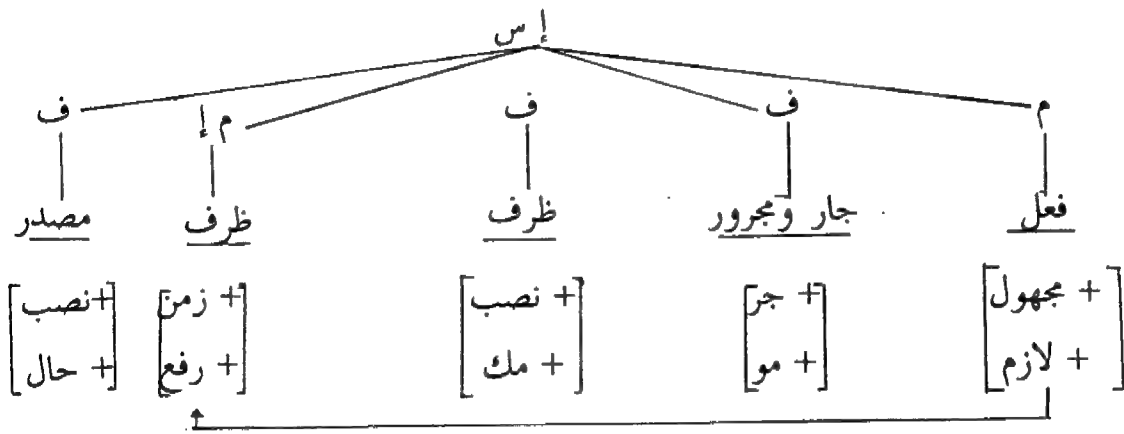 إ س
م ف ف م إ ف
فعل جار ومجرور ظرف ظرف مصدر
[+ مجهول] [+ جر] [+ نصب] [+ زمن] [+نصب]
[+ لازم] [+ مو] [+ مك] [+ رفع] [+ حال]